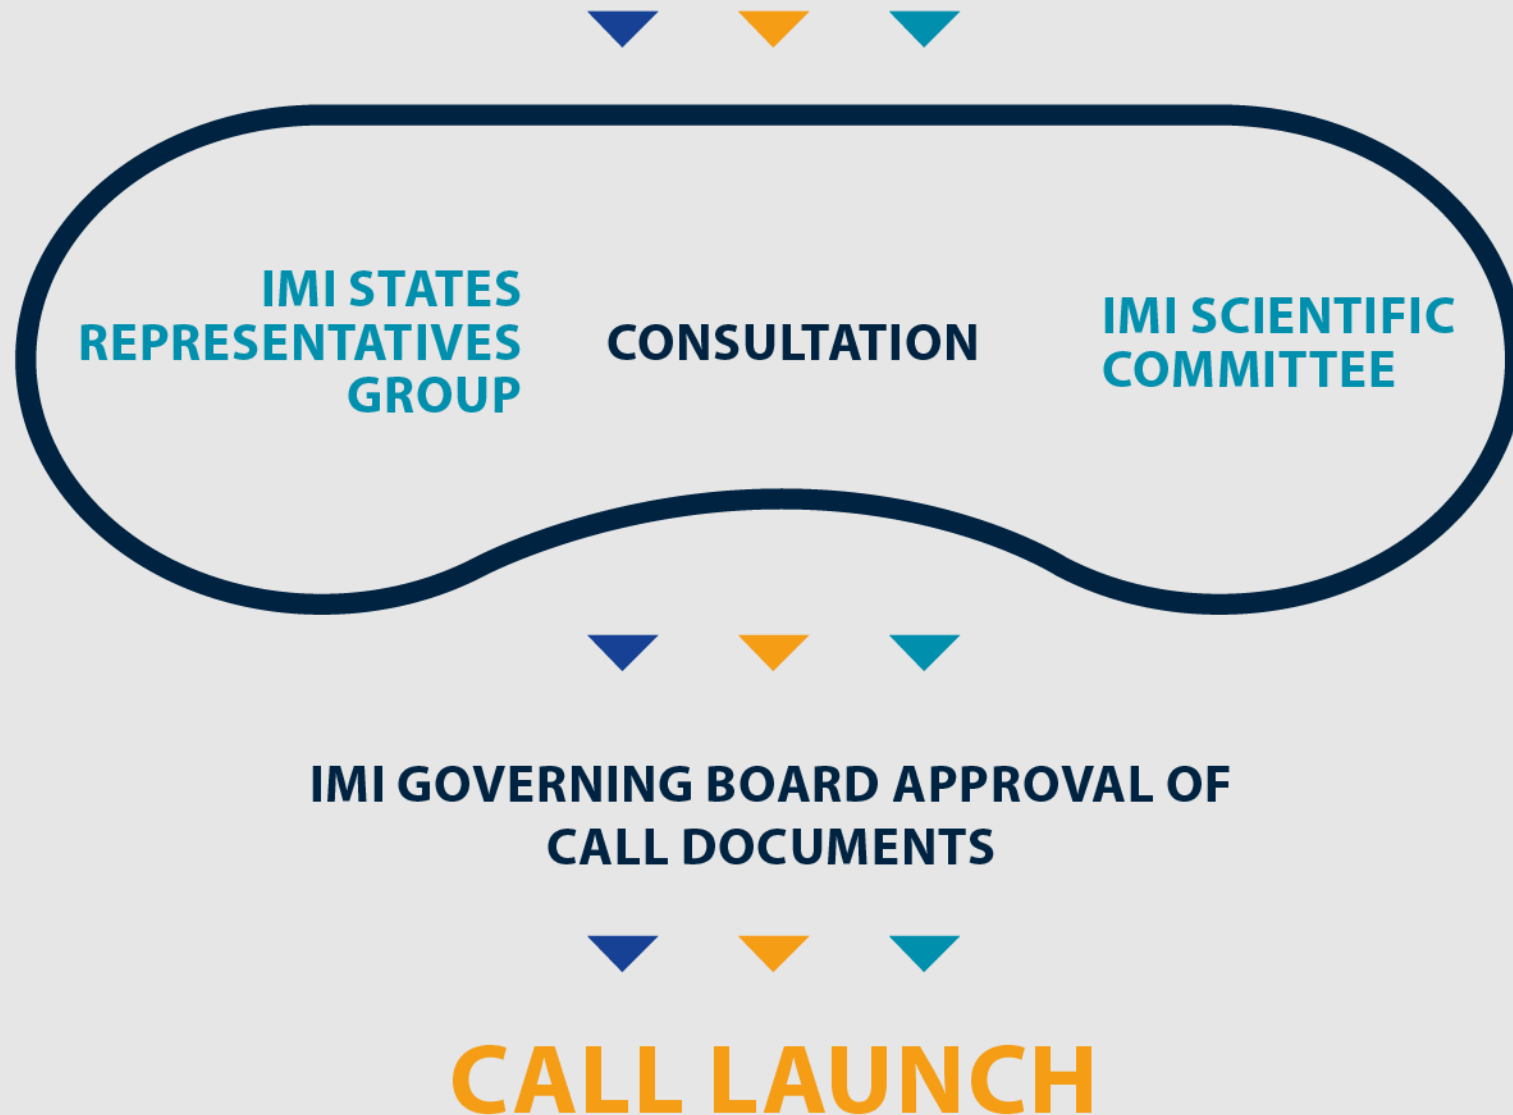 IMI STATES
REPRESENTATIVES
GROUP
CONSULTATION
IMI SCIENTIFIC
COMMITTEE
IMI GOVERNING BOARD APPROVAL OF
CALL DOCUMENTS
CALL LAUNCH